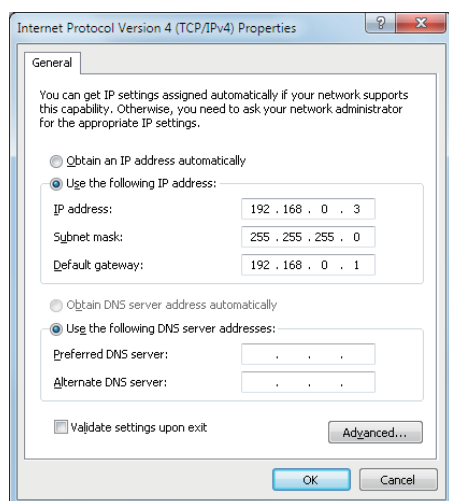 Internet Protocol Version 4 (TCP/IPv4) Properties
General
You can get IP settings assigned automatically if your network supports
this capability. Otherwise, you need to ask your network administrator
for the appropriate IP settings.
Obtain an IP address automatically
Use the following IP address:
IP address: 192 . 168 . 0 . 3
Subnet mask: 255 . 255 . 255 . 0
Default gateway: 192 . 168 . 0 . 1
Obtain DNS server address automatically
Use the following DNS server addresses:
Preferred DNS server: . . .
Alternate DNS server: . . .
Validate settings upon exit
Advanced...
OK Cancel